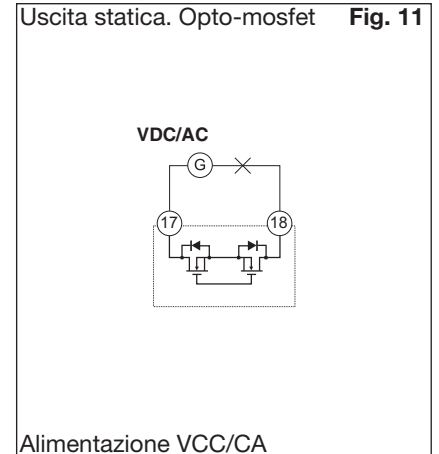 Uscita statica. Opto-mosfet Fig. 11
VDC/AC
G
17 18
Alimentazione VCC/CA